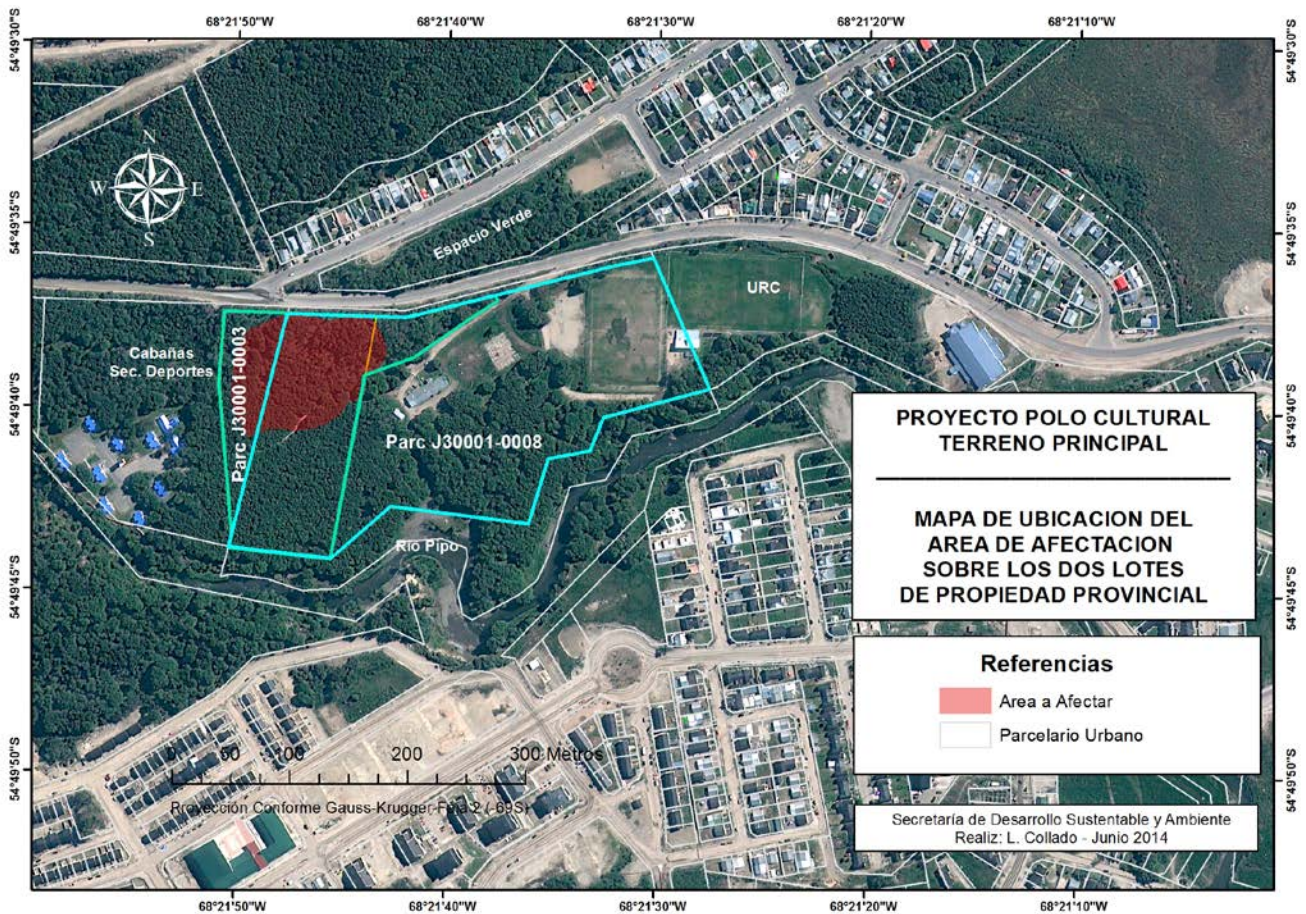 68°21'50"W 68°21'40"W 68°21'30"W 68°21'20"W 68°21'10"W
54°49'30"S
54°49'30"S
N
W E
S
54°49'35"S
54°49'35"S
Espacio Verde
URC
Cabañas
Sec. Deportes
Parc J30001-0003
54°49'40"S
54°49'40"S
Parc J30001-0008
PROYECTO POLO CULTURAL
TERRENO PRINCIPAL
MAPA DE UBICACION DEL
AREA DE AFECTACION
SOBRE LOS DOS LOTES
DE PROPIEDAD PROVINCIAL
Río Pipo
54°49'45"S
54°49'45"S
Referencias
Area a Afectar
Parcelario Urbano
0 50 100 200 300 Metros
54°49'50"S
54°49'50"S
Proyección Conforme Gauss-Krugger-Faja 2 (-69S)
Secretaría de Desarrollo Sustentable y Ambiente
Realiz: L. Collado - Junio 2014
68°21'50"W 68°21'40"W 68°21'30"W 68°21'20"W 68°21'10"W